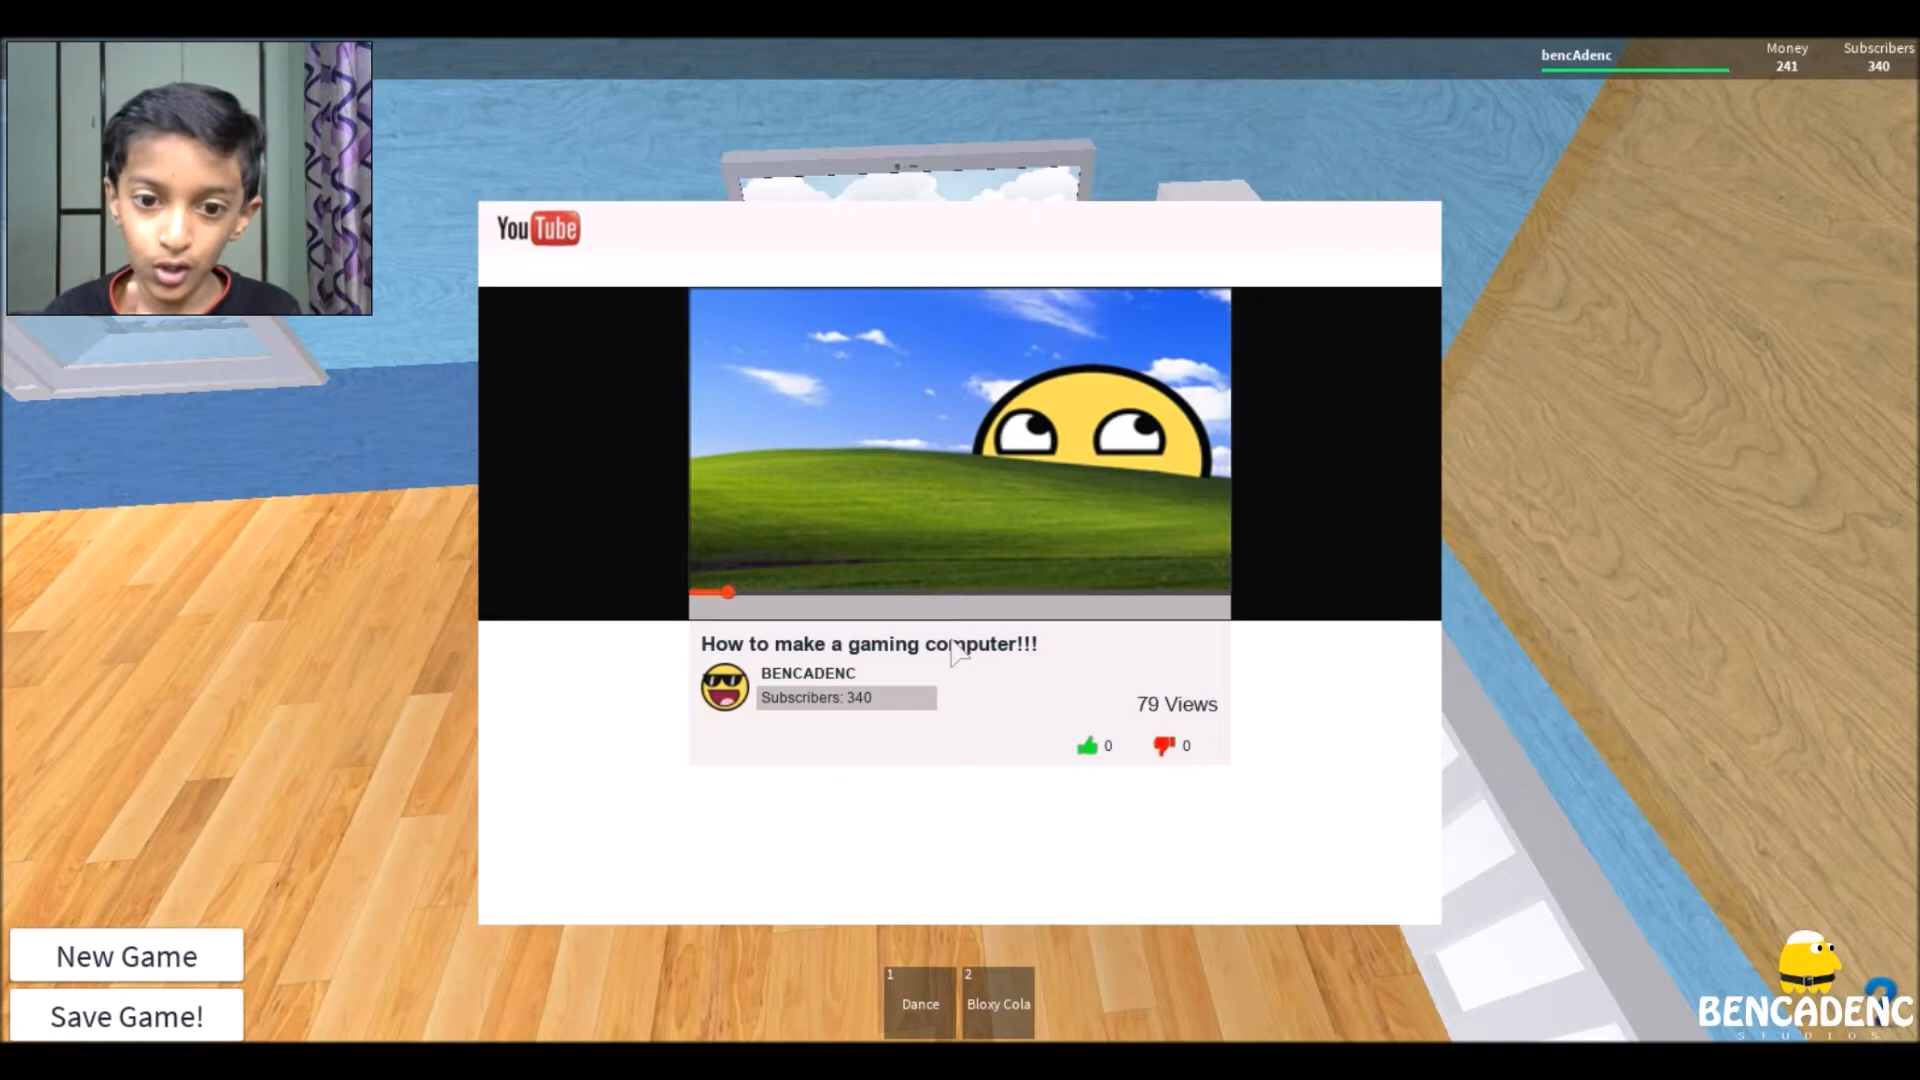 bencAdenc
Money
241
Subscribers
340
YouTube
How to make a gaming computer!!!
BENCADENC
Subscribers: 340
79 Views
0
0
New Game
Save Game!
1
Dance
2
Bloxy Cola
?
BENCADENC
STUDIOS